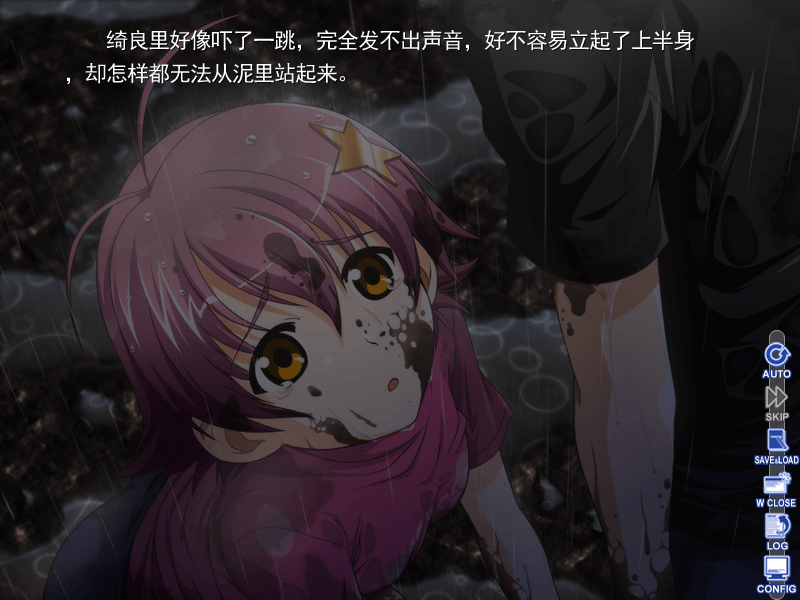 绮良里好像吓了一跳，完全发不出声音，好不容易立起了上半身
，却怎样都无法从泥里站起来。
AUTO
SKIP
SAVE&LOAD
W CLOSE
LOG
CONFIG